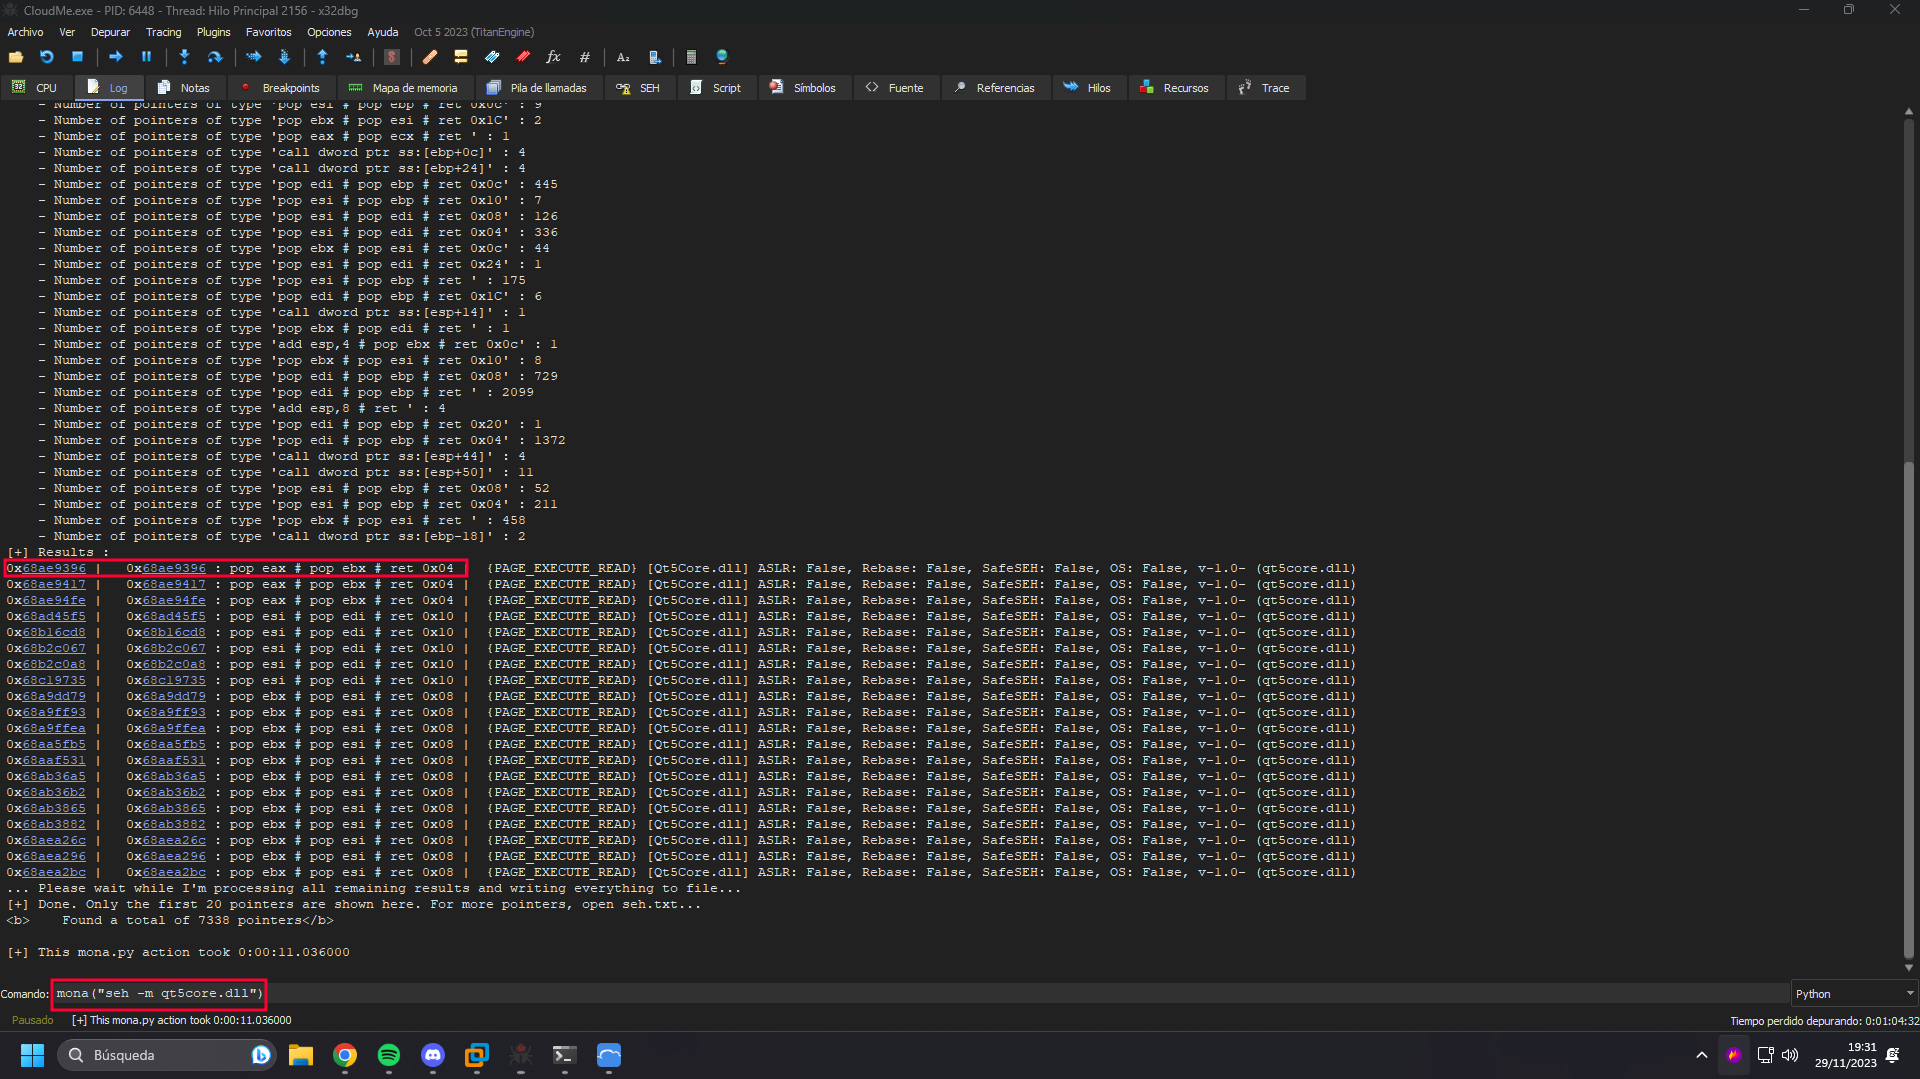 CloudMe.exe - PID: 6448 - Thread: Hilo Principal 2156 - x32dbg
Archivo Ver Depurar Tracing Plugins Favoritos Opciones Ayuda Oct 5 2023 (TitanEngine)
CPU Log Notas Breakpoints Mapa de memoria Pila de llamadas SEH Script Símbolos Fuente Referencias Hilos Recursos Trace
- Number of pointers of type 'pop esi # pop ebp # ret 0x0c' : 9
- Number of pointers of type 'pop ebx # pop esi # ret 0x1C' : 2
- Number of pointers of type 'pop eax # pop ecx # ret ' : 1
- Number of pointers of type 'call dword ptr ss:[ebp+0c]' : 4
- Number of pointers of type 'call dword ptr ss:[ebp+24]' : 4
- Number of pointers of type 'pop edi # pop ebp # ret 0x0c' : 445
- Number of pointers of type 'pop esi # pop ebp # ret 0x10' : 7
- Number of pointers of type 'pop esi # pop edi # ret 0x08' : 126
- Number of pointers of type 'pop esi # pop edi # ret 0x04' : 336
- Number of pointers of type 'pop ebx # pop esi # ret 0x0c' : 44
- Number of pointers of type 'pop esi # pop edi # ret 0x24' : 1
- Number of pointers of type 'pop esi # pop ebp # ret ' : 175
- Number of pointers of type 'pop edi # pop ebp # ret 0x1C' : 6
- Number of pointers of type 'call dword ptr ss:[esp+14]' : 1
- Number of pointers of type 'pop ebx # pop edi # ret ' : 1
- Number of pointers of type 'add esp,4 # pop ebx # ret 0x0c' : 1
- Number of pointers of type 'pop ebx # pop esi # ret 0x10' : 8
- Number of pointers of type 'pop edi # pop ebp # ret 0x08' : 729
- Number of pointers of type 'pop edi # pop ebp # ret ' : 2099
- Number of pointers of type 'add esp,8 # ret ' : 4
- Number of pointers of type 'pop edi # pop ebp # ret 0x20' : 1
- Number of pointers of type 'pop edi # pop ebp # ret 0x04' : 1372
- Number of pointers of type 'call dword ptr ss:[esp+44]' : 4
- Number of pointers of type 'call dword ptr ss:[esp+50]' : 11
- Number of pointers of type 'pop esi # pop ebp # ret 0x08' : 52
- Number of pointers of type 'pop esi # pop ebp # ret 0x04' : 211
- Number of pointers of type 'pop ebx # pop esi # ret ' : 458
- Number of pointers of type 'call dword ptr ss:[ebp-18]' : 2
[+] Results :
0x68ae9396 | 0x68ae9396 : pop eax # pop ebx # ret 0x04 | {PAGE_EXECUTE_READ} [Qt5Core.dll] ASLR: False, Rebase: False, SafeSEH: False, OS: False, v-1.0- (qt5core.dll)
0x68ae9417 | 0x68ae9417 : pop eax # pop ebx # ret 0x04 | {PAGE_EXECUTE_READ} [Qt5Core.dll] ASLR: False, Rebase: False, SafeSEH: False, OS: False, v-1.0- (qt5core.dll)
0x68ae94fe | 0x68ae94fe : pop eax # pop ebx # ret 0x04 | {PAGE_EXECUTE_READ} [Qt5Core.dll] ASLR: False, Rebase: False, SafeSEH: False, OS: False, v-1.0- (qt5core.dll)
0x68ad45f5 | 0x68ad45f5 : pop esi # pop edi # ret 0x10 | {PAGE_EXECUTE_READ} [Qt5Core.dll] ASLR: False, Rebase: False, SafeSEH: False, OS: False, v-1.0- (qt5core.dll)
0x68b16cd8 | 0x68b16cd8 : pop esi # pop edi # ret 0x10 | {PAGE_EXECUTE_READ} [Qt5Core.dll] ASLR: False, Rebase: False, SafeSEH: False, OS: False, v-1.0- (qt5core.dll)
0x68b2c067 | 0x68b2c067 : pop esi # pop edi # ret 0x10 | {PAGE_EXECUTE_READ} [Qt5Core.dll] ASLR: False, Rebase: False, SafeSEH: False, OS: False, v-1.0- (qt5core.dll)
0x68b2c0a8 | 0x68b2c0a8 : pop esi # pop edi # ret 0x10 | {PAGE_EXECUTE_READ} [Qt5Core.dll] ASLR: False, Rebase: False, SafeSEH: False, OS: False, v-1.0- (qt5core.dll)
0x68c19735 | 0x68c19735 : pop esi # pop edi # ret 0x10 | {PAGE_EXECUTE_READ} [Qt5Core.dll] ASLR: False, Rebase: False, SafeSEH: False, OS: False, v-1.0- (qt5core.dll)
0x68a9dd79 | 0x68a9dd79 : pop ebx # pop esi # ret 0x08 | {PAGE_EXECUTE_READ} [Qt5Core.dll] ASLR: False, Rebase: False, SafeSEH: False, OS: False, v-1.0- (qt5core.dll)
0x68a9ff93 | 0x68a9ff93 : pop ebx # pop esi # ret 0x08 | {PAGE_EXECUTE_READ} [Qt5Core.dll] ASLR: False, Rebase: False, SafeSEH: False, OS: False, v-1.0- (qt5core.dll)
0x68a9ffea | 0x68a9ffea : pop ebx # pop esi # ret 0x08 | {PAGE_EXECUTE_READ} [Qt5Core.dll] ASLR: False, Rebase: False, SafeSEH: False, OS: False, v-1.0- (qt5core.dll)
0x68aa5fb5 | 0x68aa5fb5 : pop ebx # pop esi # ret 0x08 | {PAGE_EXECUTE_READ} [Qt5Core.dll] ASLR: False, Rebase: False, SafeSEH: False, OS: False, v-1.0- (qt5core.dll)
0x68aaf531 | 0x68aaf531 : pop ebx # pop esi # ret 0x08 | {PAGE_EXECUTE_READ} [Qt5Core.dll] ASLR: False, Rebase: False, SafeSEH: False, OS: False, v-1.0- (qt5core.dll)
0x68ab36a5 | 0x68ab36a5 : pop ebx # pop esi # ret 0x08 | {PAGE_EXECUTE_READ} [Qt5Core.dll] ASLR: False, Rebase: False, SafeSEH: False, OS: False, v-1.0- (qt5core.dll)
0x68ab36b2 | 0x68ab36b2 : pop ebx # pop esi # ret 0x08 | {PAGE_EXECUTE_READ} [Qt5Core.dll] ASLR: False, Rebase: False, SafeSEH: False, OS: False, v-1.0- (qt5core.dll)
0x68ab3865 | 0x68ab3865 : pop ebx # pop esi # ret 0x08 | {PAGE_EXECUTE_READ} [Qt5Core.dll] ASLR: False, Rebase: False, SafeSEH: False, OS: False, v-1.0- (qt5core.dll)
0x68ab3882 | 0x68ab3882 : pop ebx # pop esi # ret 0x08 | {PAGE_EXECUTE_READ} [Qt5Core.dll] ASLR: False, Rebase: False, SafeSEH: False, OS: False, v-1.0- (qt5core.dll)
0x68aea26c | 0x68aea26c : pop ebx # pop esi # ret 0x08 | {PAGE_EXECUTE_READ} [Qt5Core.dll] ASLR: False, Rebase: False, SafeSEH: False, OS: False, v-1.0- (qt5core.dll)
0x68aea296 | 0x68aea296 : pop ebx # pop esi # ret 0x08 | {PAGE_EXECUTE_READ} [Qt5Core.dll] ASLR: False, Rebase: False, SafeSEH: False, OS: False, v-1.0- (qt5core.dll)
0x68aea2bc | 0x68aea2bc : pop ebx # pop esi # ret 0x08 | {PAGE_EXECUTE_READ} [Qt5Core.dll] ASLR: False, Rebase: False, SafeSEH: False, OS: False, v-1.0- (qt5core.dll)
... Please wait while I'm processing all remaining results and writing everything to file...
[+] Done. Only the first 20 pointers are shown here. For more pointers, open seh.txt...
<b> Found a total of 7338 pointers</b>
[+] This mona.py action took 0:00:11.036000
Comando: mona("seh -m qt5core.dll") Python
Pausado [+] This mona.py action took 0:00:11.036000 Tiempo perdido depurando: 0:01:04:32
Búsqueda
19:31
29/11/2023